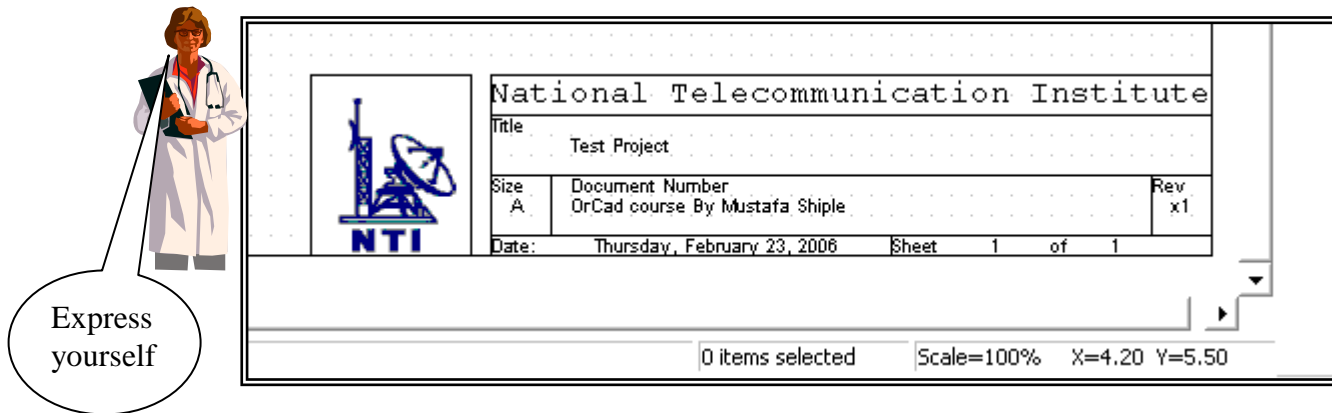 National Telecommunication Institute
Title
Test Project
Size Document Number Rev
A OrCad course By Mustafa Shiple x1
NTI
Date: Thursday, February 23, 2006 Sheet 1 of 1
Express
yourself
0 items selected Scale=100% X=4.20 Y=5.50